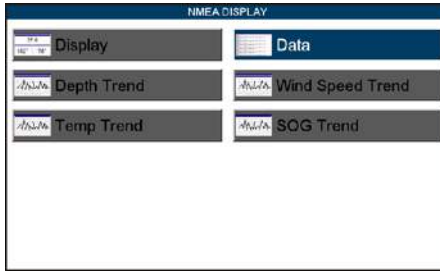 NMEA DISPLAY
Display
Data
Depth Trend
Wind Speed Trend
Temp Trend
SOG Trend